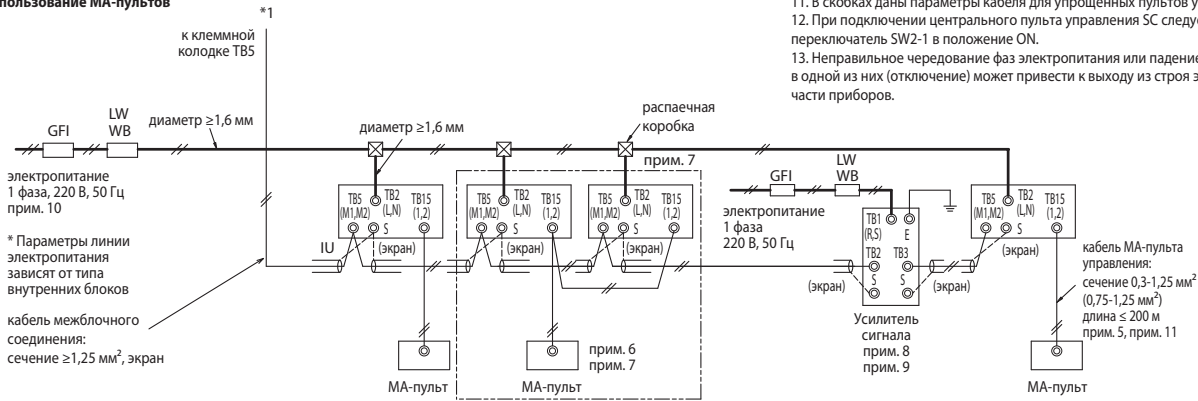 пользование МА-пультов
*1
к клеммной
колодке TB5
11. В скобках даны параметры кабеля для упрощенных пультов у
12. При подключении центрального пульта управления SC следуе
переключатель SW2-1 в положение ON.
13. Неправильное чередование фаз электропитания или падение
в одной из них (отключение) может привести к выходу из строя э
части приборов.
GFI
LW
WB
диаметр ≥1,6 мм
диаметр ≥1,6 мм
распаечная
коробка
прим. 7
электропитание
1 фаза, 220 В, 50 Гц
прим. 10
* Параметры линии
электропитания
зависят от типа
внутренних блоков
кабель межблочного
соединения:
сечение ≥1,25 мм², экран
TB5
(M1,M2)
TB2
(L,N)
TB15
(1,2)
S
IU
(экран)
TB5
(M1,M2)
TB2
(L,N)
TB15
(1,2)
S
(экран)
TB5
(M1,M2)
TB2
(L,N)
TB15
(1,2)
S
(экран)
GFI
LW
WB
электропитание
1 фаза
220 В, 50 Гц
TB1
(R,S)
E
TB2
TB3
S
S
(экран)
(экран)
Усилитель
сигнала
прим. 8
прим. 9
TB5
(M1,M2)
TB2
(L,N)
TB15
(1,2)
S
(экран)
кабель МА-пульта
управления:
сечение 0,3-1,25 мм²
(0,75-1,25 мм²)
длина ≤ 200 м
прим. 5, прим. 11
МА-пульт
прим. 6
прим. 7
МА-пульт
МА-пульт